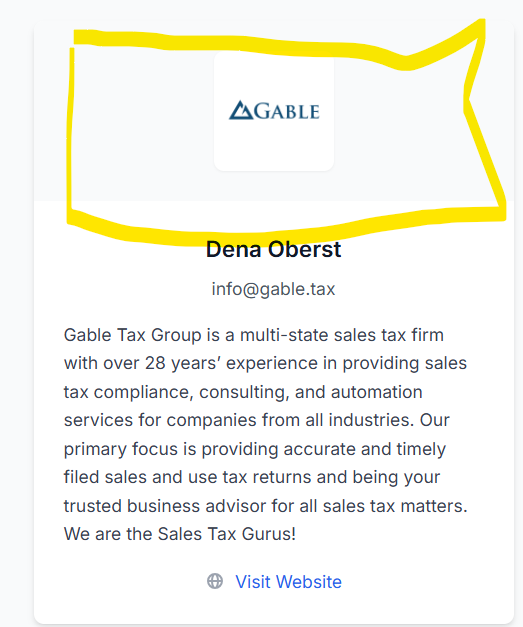 GABLE
Dena Oberst
info@gable.tax
Gable Tax Group is a multi-state sales tax firm
with over 28 years’ experience in providing sales
tax compliance, consulting, and automation
services for companies from all industries. Our
primary focus is providing accurate and timely
filed sales and use tax returns and being your
trusted business advisor for all sales tax matters.
We are the Sales Tax Gurus!
Visit Website